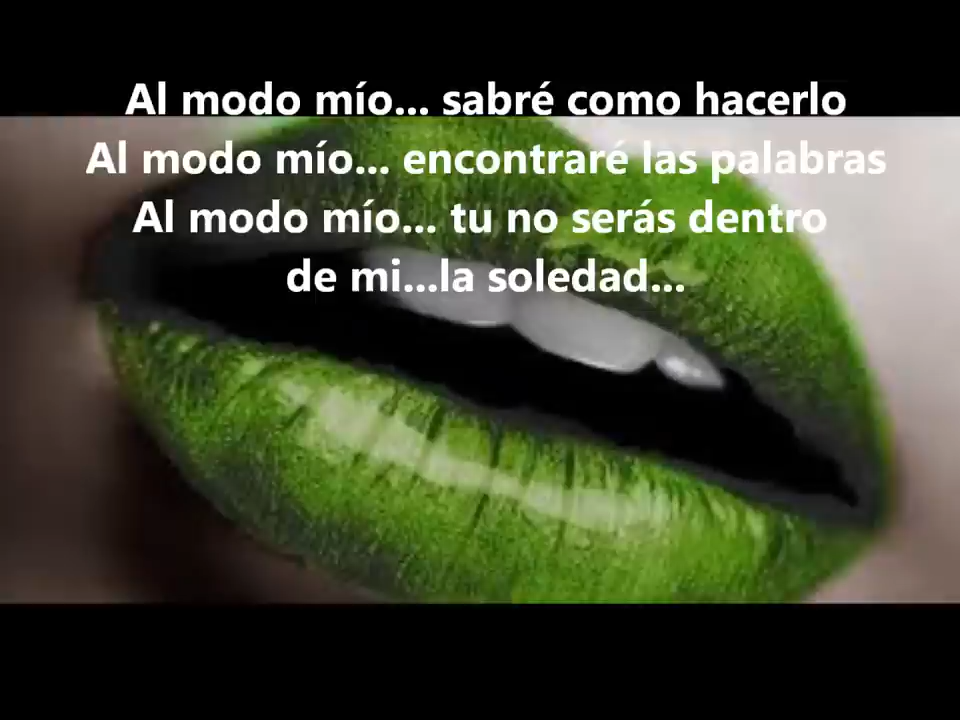 Al modo mío... sabré como hacerlo
Al modo mío... encontraré las palabras
Al modo mío... tu no serás dentro
de mi...la soledad...